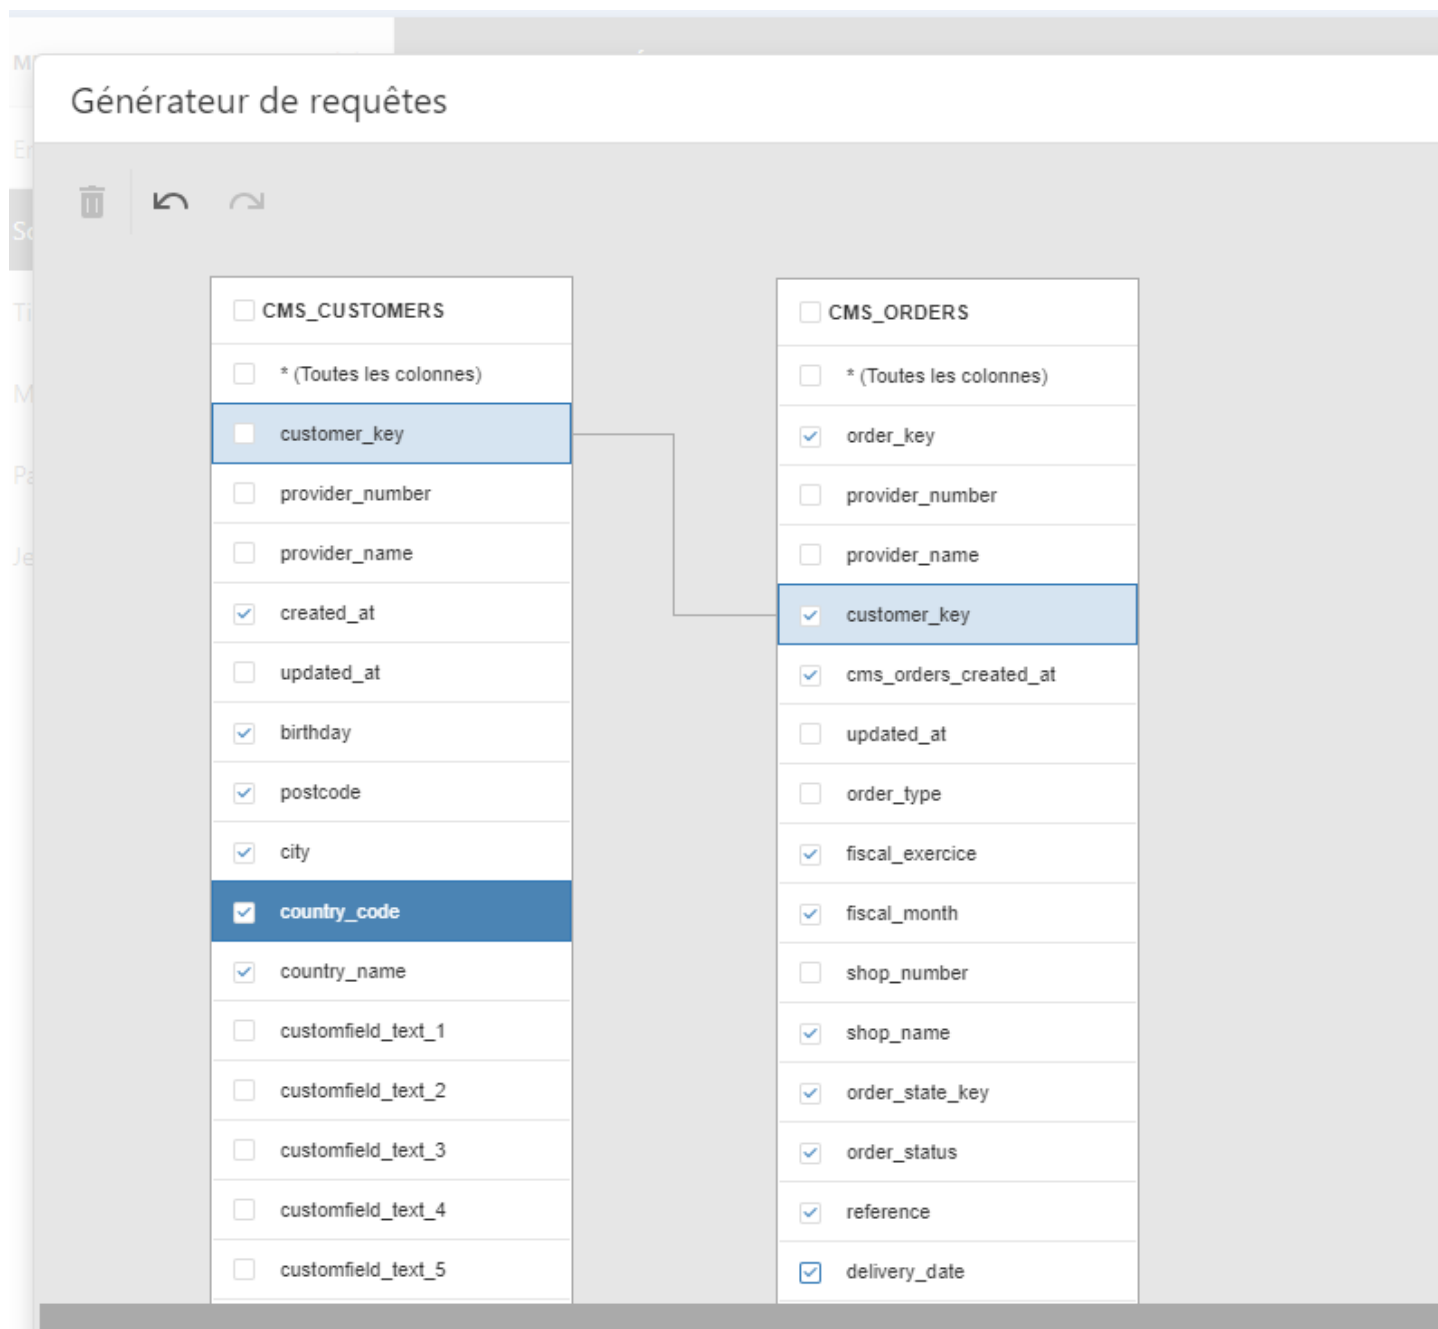 Générateur de requêtes
CMS_CUSTOMERS
* (Toutes les colonnes)
customer_key
provider_number
provider_name
created_at
updated_at
birthday
postcode
city
country_code
country_name
customfield_text_1
customfield_text_2
customfield_text_3
customfield_text_4
customfield_text_5
CMS_ORDERS
* (Toutes les colonnes)
order_key
provider_number
provider_name
customer_key
cms_orders_created_at
updated_at
order_type
fiscal_exercice
fiscal_month
shop_number
shop_name
order_state_key
order_status
reference
delivery_date